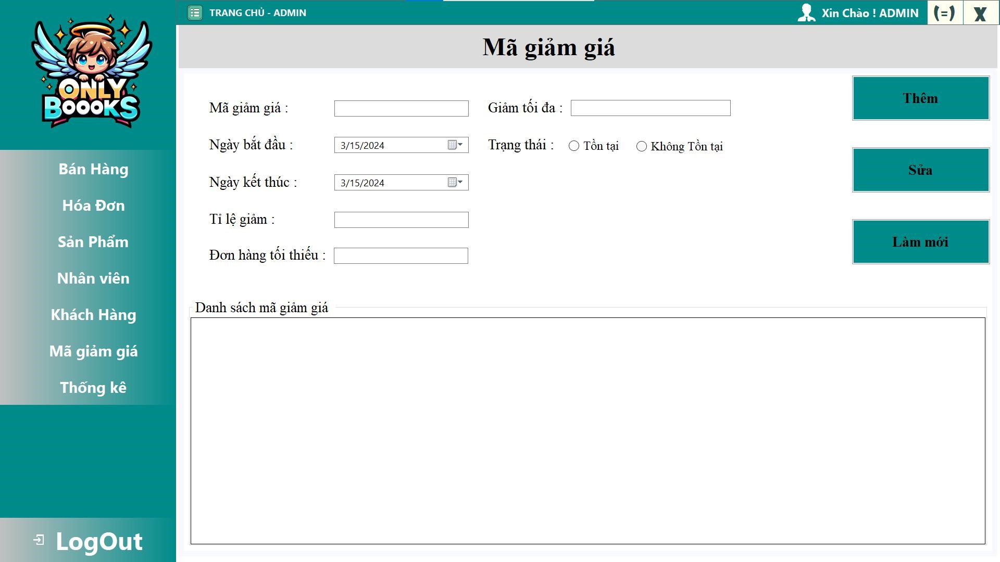 ONLY
BOOOKS
TRANG CHỦ - ADMIN
Xin Chào ! ADMIN
(=)
X
Mã giảm giá
Bán Hàng
Hóa Đơn
Sản Phẩm
Nhân viên
Khách Hàng
Mã giảm giá
Thống kê
LogOut
Mã giảm giá :
Giảm tối đa :
Ngày bắt đầu :
3/15/2024
Trạng thái :
Tồn tại
Không Tồn tại
Ngày kết thúc :
3/15/2024
Tỉ lệ giảm :
Đơn hàng tối thiếu :
Thêm
Sửa
Làm mới
Danh sách mã giảm giá